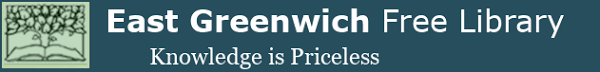 East Greenwich Free Library
Knowledge is Priceless